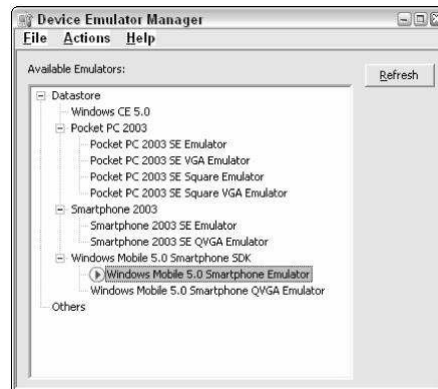 Device Emulator Manager
File Actions Help
Available Emulators:
Refresh
Datastore
Windows CE 5.0
Pocket PC 2003
Pocket PC 2003 SE Emulator
Pocket PC 2003 SE VGA Emulator
Pocket PC 2003 SE Square Emulator
Pocket PC 2003 SE Square VGA Emulator
Smartphone 2003
Smartphone 2003 SE Emulator
Smartphone 2003 SE QVGA Emulator
Windows Mobile 5.0 Smartphone SDK
Windows Mobile 5.0 Smartphone Emulator
Windows Mobile 5.0 Smartphone QVGA Emulator
Others